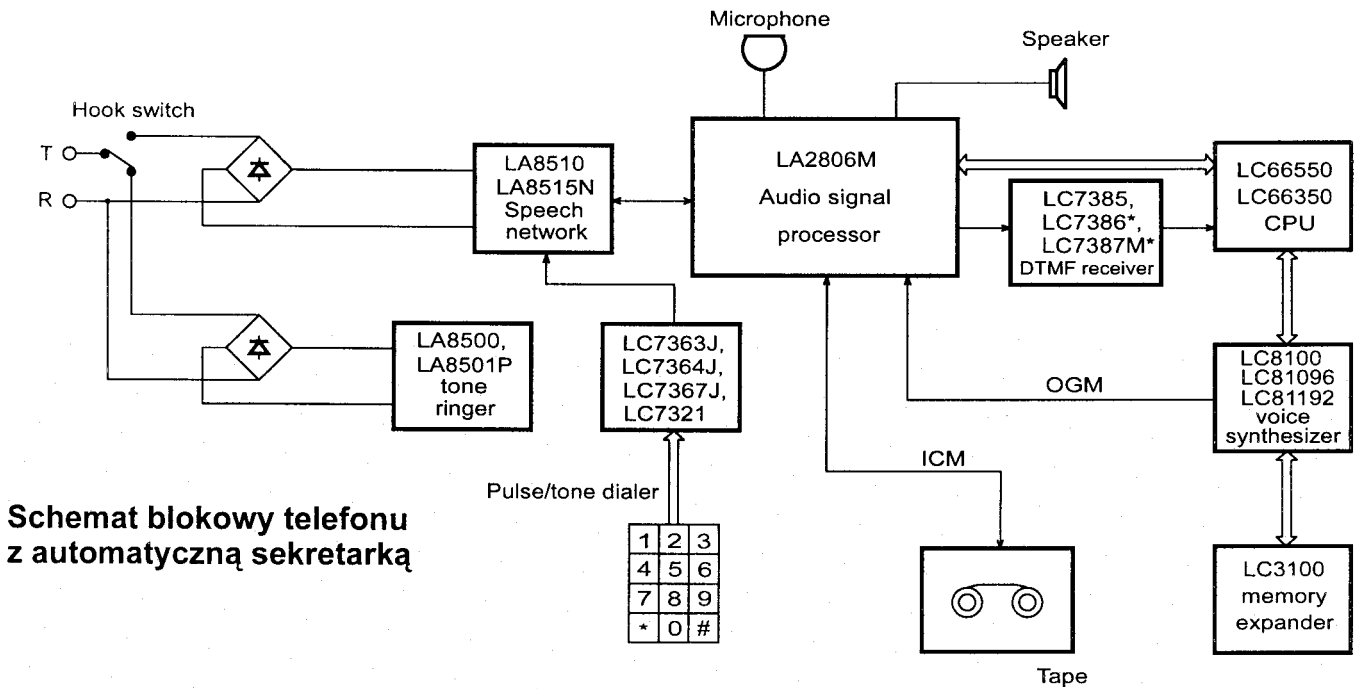 Microphone
Speaker
Hook switch
T
R
LA8510
LA8515N
Speech
network
LA2806M
Audio signal
processor
LC7385,
LC7386*,
LC7387M*
DTMF receiver
LC66550
LC66350
CPU
LA8500,
LA8501P
tone
ringer
LC7363J,
LC7364J,
LC7367J,
LC7321
OGM
LC8100
LC81096
LC81192
voice
synthesizer
ICM
Pulse/tone dialer
Schemat blokowy telefonu
z automatyczną sekretarką
1 2 3
4 5 6
7 8 9
* 0 #
LC3100
memory
expander
Tape